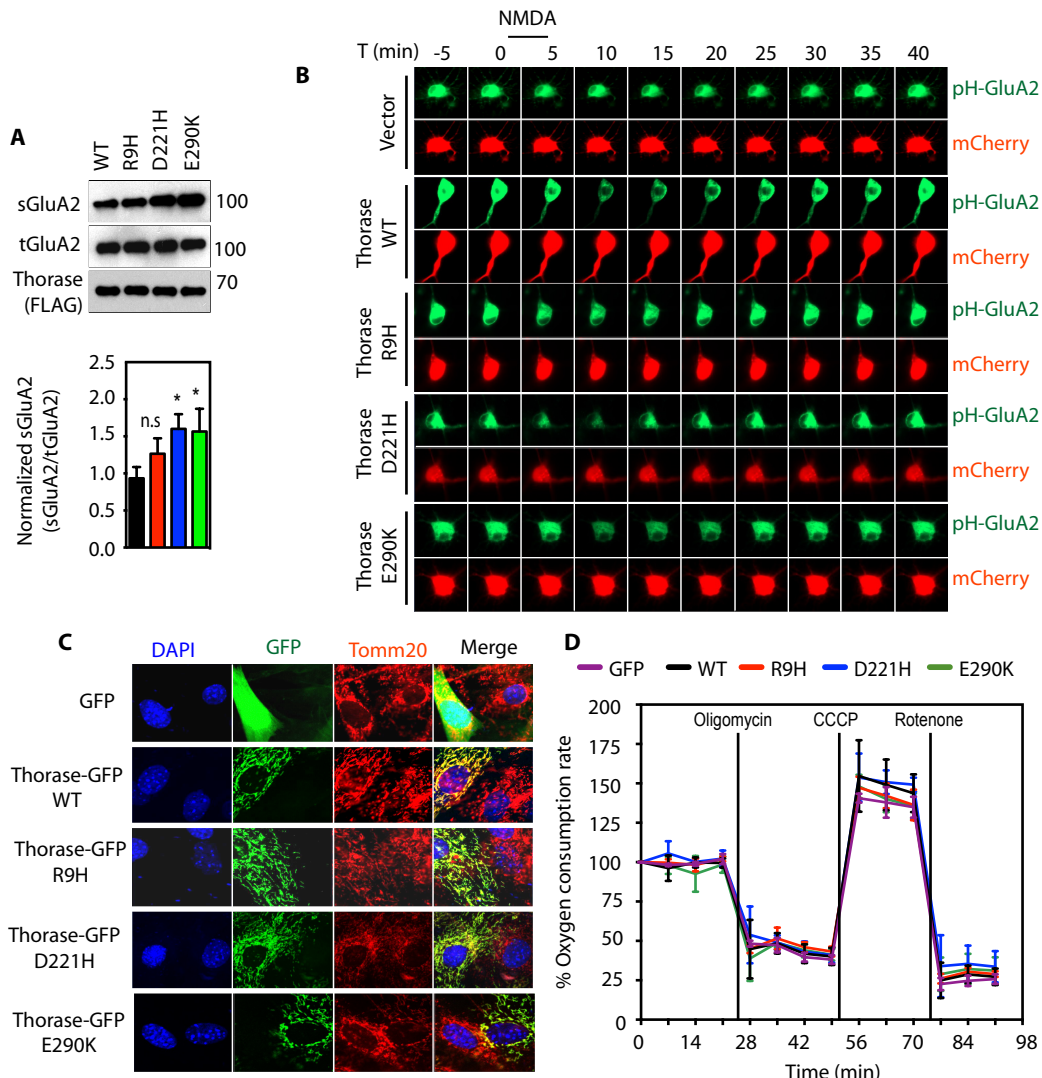 A
WT R9H D221H E290K
sGluA2 100
tGluA2 100
Thorase (FLAG) 70
Normalized sGluA2 (sGluA2/tGluA2)
2.5
2.0
1.5
1.0
0.5
0.0
n.s * *
B
NMDA
T (min) -5 0 5 10 15 20 25 30 35 40
Vector
pH-GluA2
mCherry
Thorase WT
pH-GluA2
mCherry
Thorase R9H
pH-GluA2
mCherry
Thorase D221H
pH-GluA2
mCherry
Thorase E290K
pH-GluA2
mCherry
C
DAPI GFP Tomm20 Merge
GFP
Thorase-GFP
WT
Thorase-GFP
R9H
Thorase-GFP
D221H
Thorase-GFP
E290K
D
GFP WT R9H D221H E290K
Oligomycin CCCP Rotenone
% Oxygen consumption rate
200
175
150
125
100
75
50
25
0
0 14 28 42 56 70 84 98
Time (min)